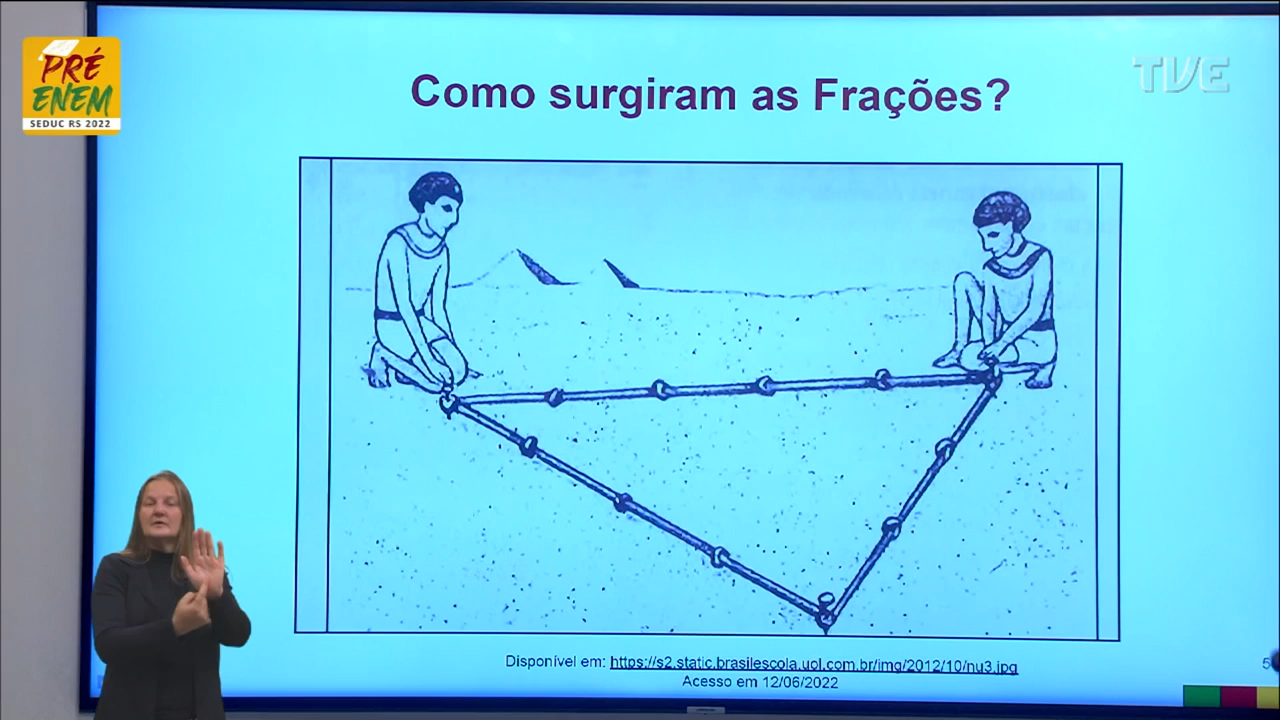 PRÉ
ENEM
SEDUC RS 2022
TVE
Como surgiram as Frações?
Disponível em: https://s2.static.brasilescola.uol.com.br/img/2012/10/nu3.jpg
Acesso em 12/06/2022
5